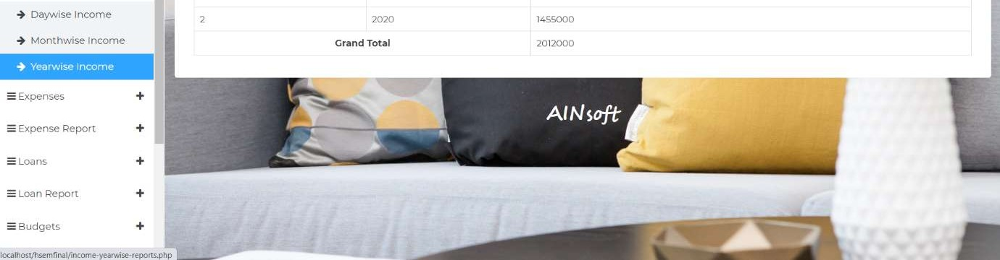 Daywise Income
Monthwise Income
Yearwise Income
Expenses
Expense Report
Loans
Loan Report
Budgets
localhost/hsemfinal/income-yearwise-reports.php
2 2020 1455000
Grand Total 2012000
AINsoft